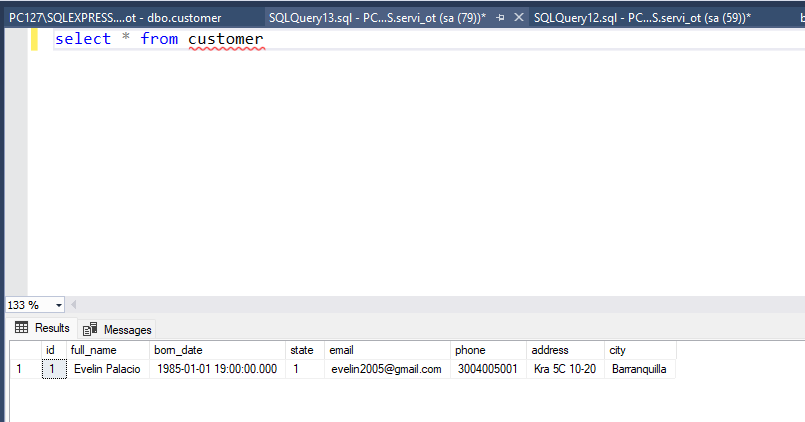 PC127\SQLEXPRESS....ot - dbo.customer SQLQuery13.sql - PC...S.servi_ot (sa (79))* SQLQuery12.sql - PC...S.servi_ot (sa (59))*
select * from customer
133 %
Results Messages
id full_name born_date state email phone address city
1 1 Evelin Palacio 1985-01-01 19:00:00.000 1 evelin2005@gmail.com 3004005001 Kra 5C 10-20 Barranquilla